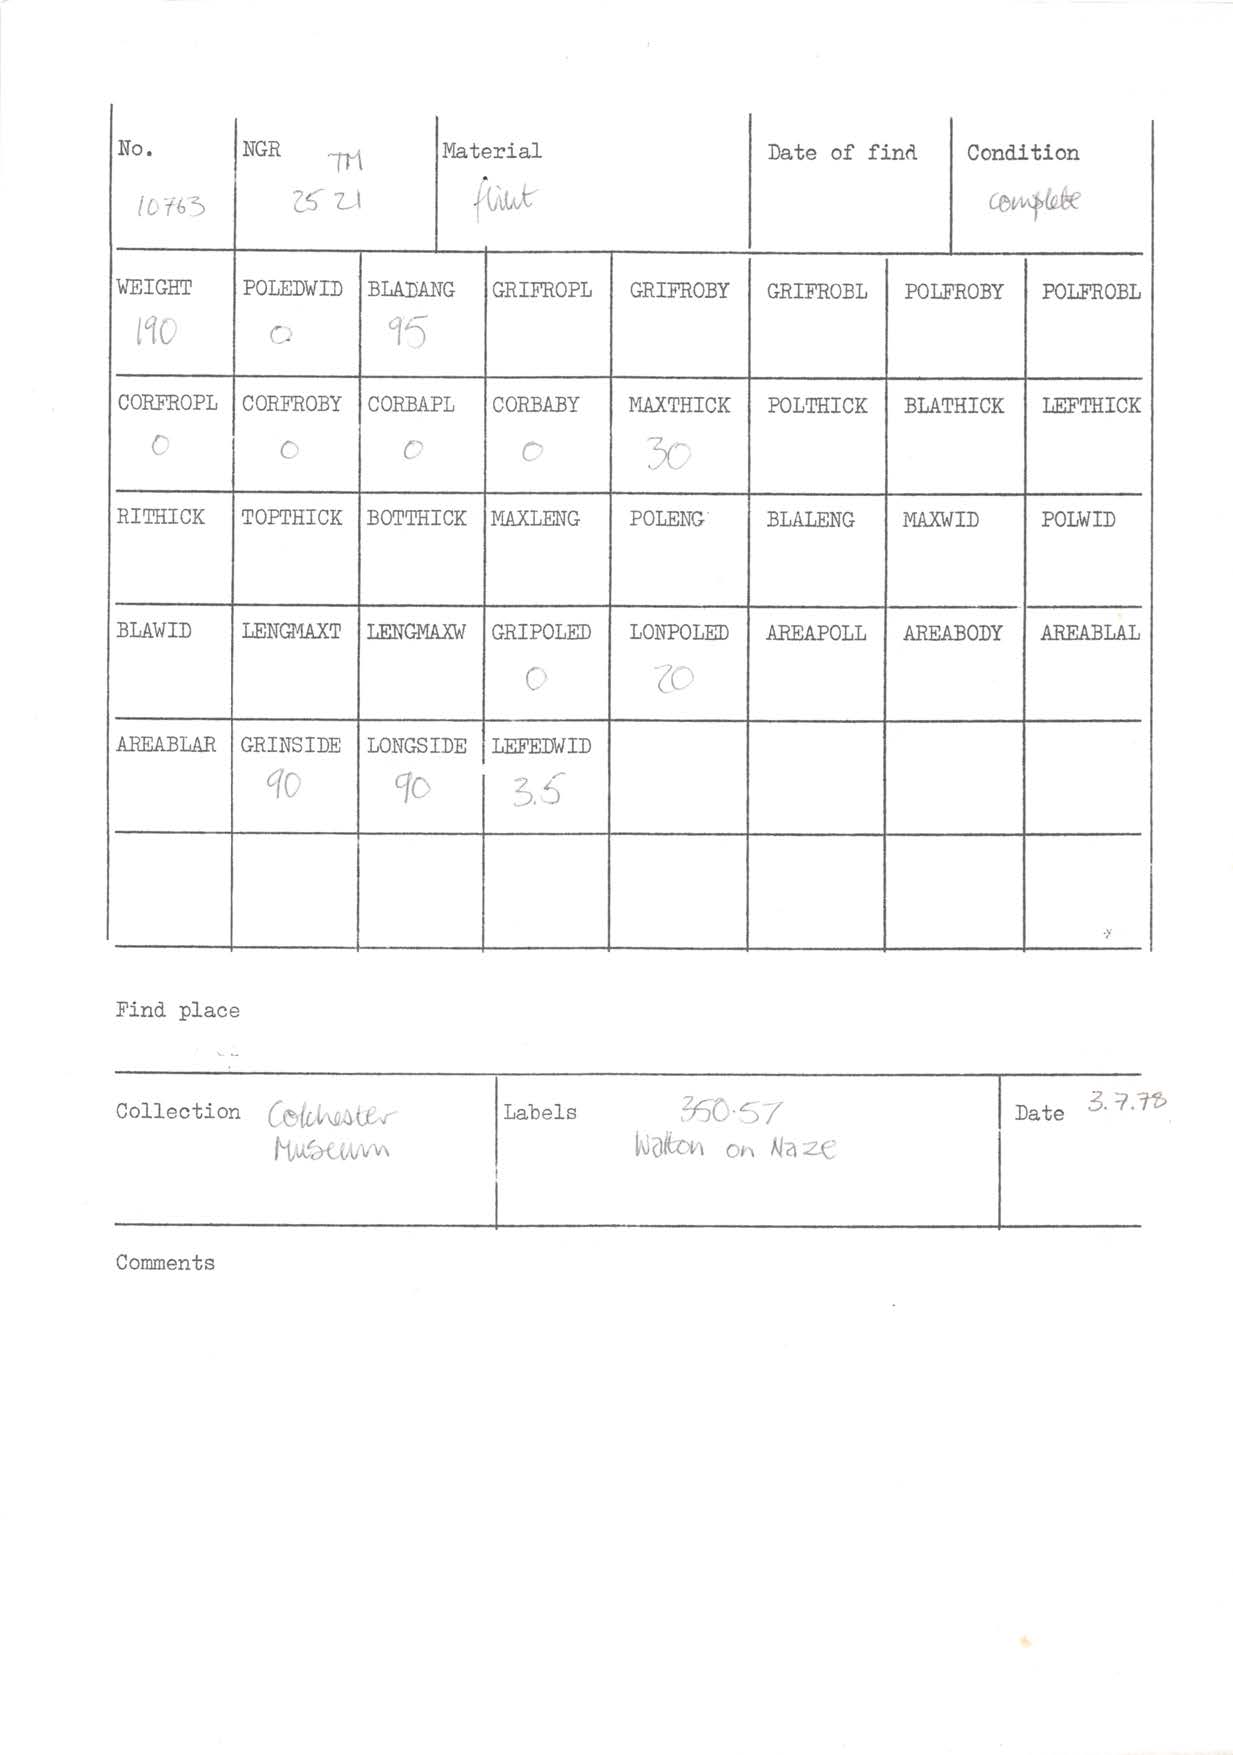 No. NGR TM Material Date of find Condition
10763 25 21 flint complete
WEIGHT POLEDWID BLADANG GRIFROPL GRIFROBY GRIFROBL POLFROBY POLFROBL
190 0 95
CORFROPL CORFROBY CORBAPL CORBABY MAXTHICK POLTHICK BLATHICK LEFTHICK
0 0 0 0 30
RITHICK TOPTHICK BOTTHICK MAXLENG POLENG BLALENG MAXWID POLWID
BLAWID LENGMAXT LENGMAXW GRIPOLED LONPOLED AREAPOLL AREABODY AREABLAL
0 20
AREABLAR GRINSIDE LONGSIDE LEFEDWID
90 90 3.5
Find place
Collection Colchester Labels 350.57 Date 3.7.78
Museum Walton on Naze
Comments